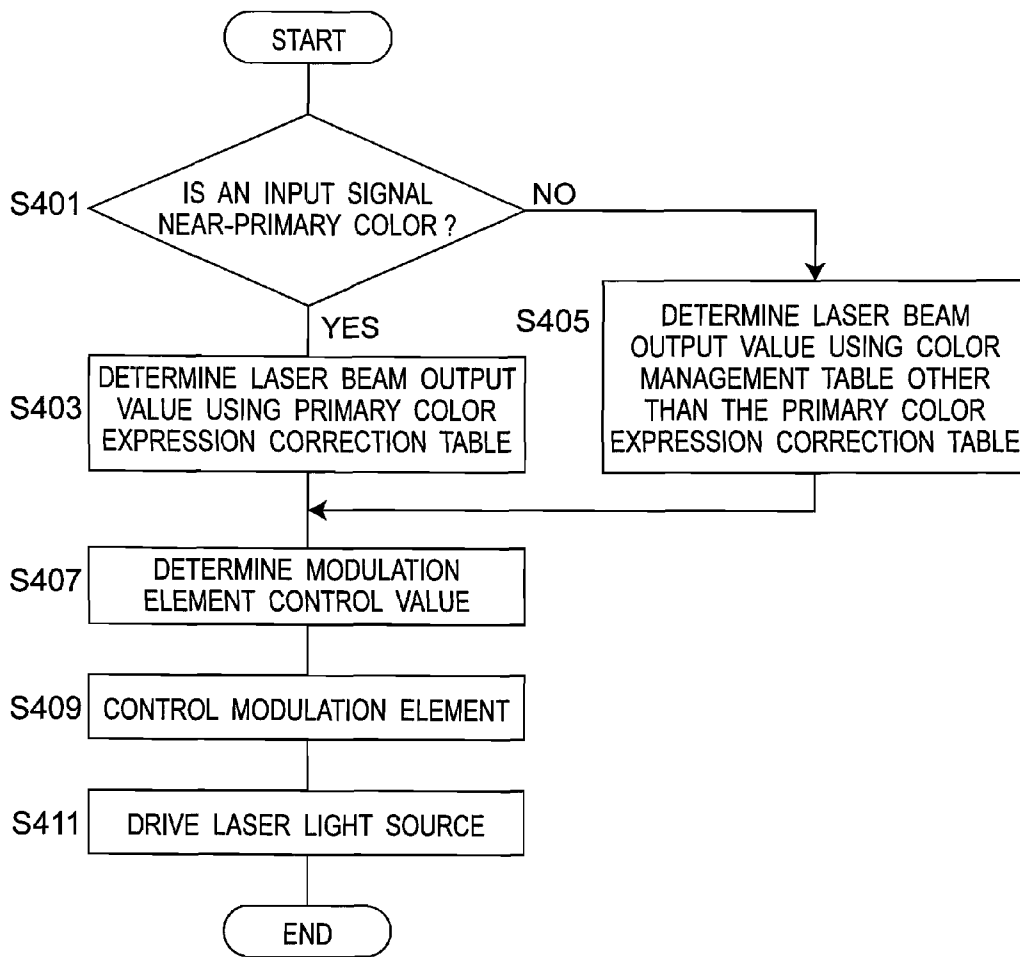 START
S401
IS AN INPUT SIGNAL
NEAR-PRIMARY COLOR ?
NO
YES
S403
DETERMINE LASER BEAM OUTPUT
VALUE USING PRIMARY COLOR
EXPRESSION CORRECTION TABLE
S405
DETERMINE LASER BEAM
OUTPUT VALUE USING COLOR
MANAGEMENT TABLE OTHER
THAN THE PRIMARY COLOR
EXPRESSION CORRECTION TABLE
S407
DETERMINE MODULATION
ELEMENT CONTROL VALUE
S409
CONTROL MODULATION ELEMENT
S411
DRIVE LASER LIGHT SOURCE
END